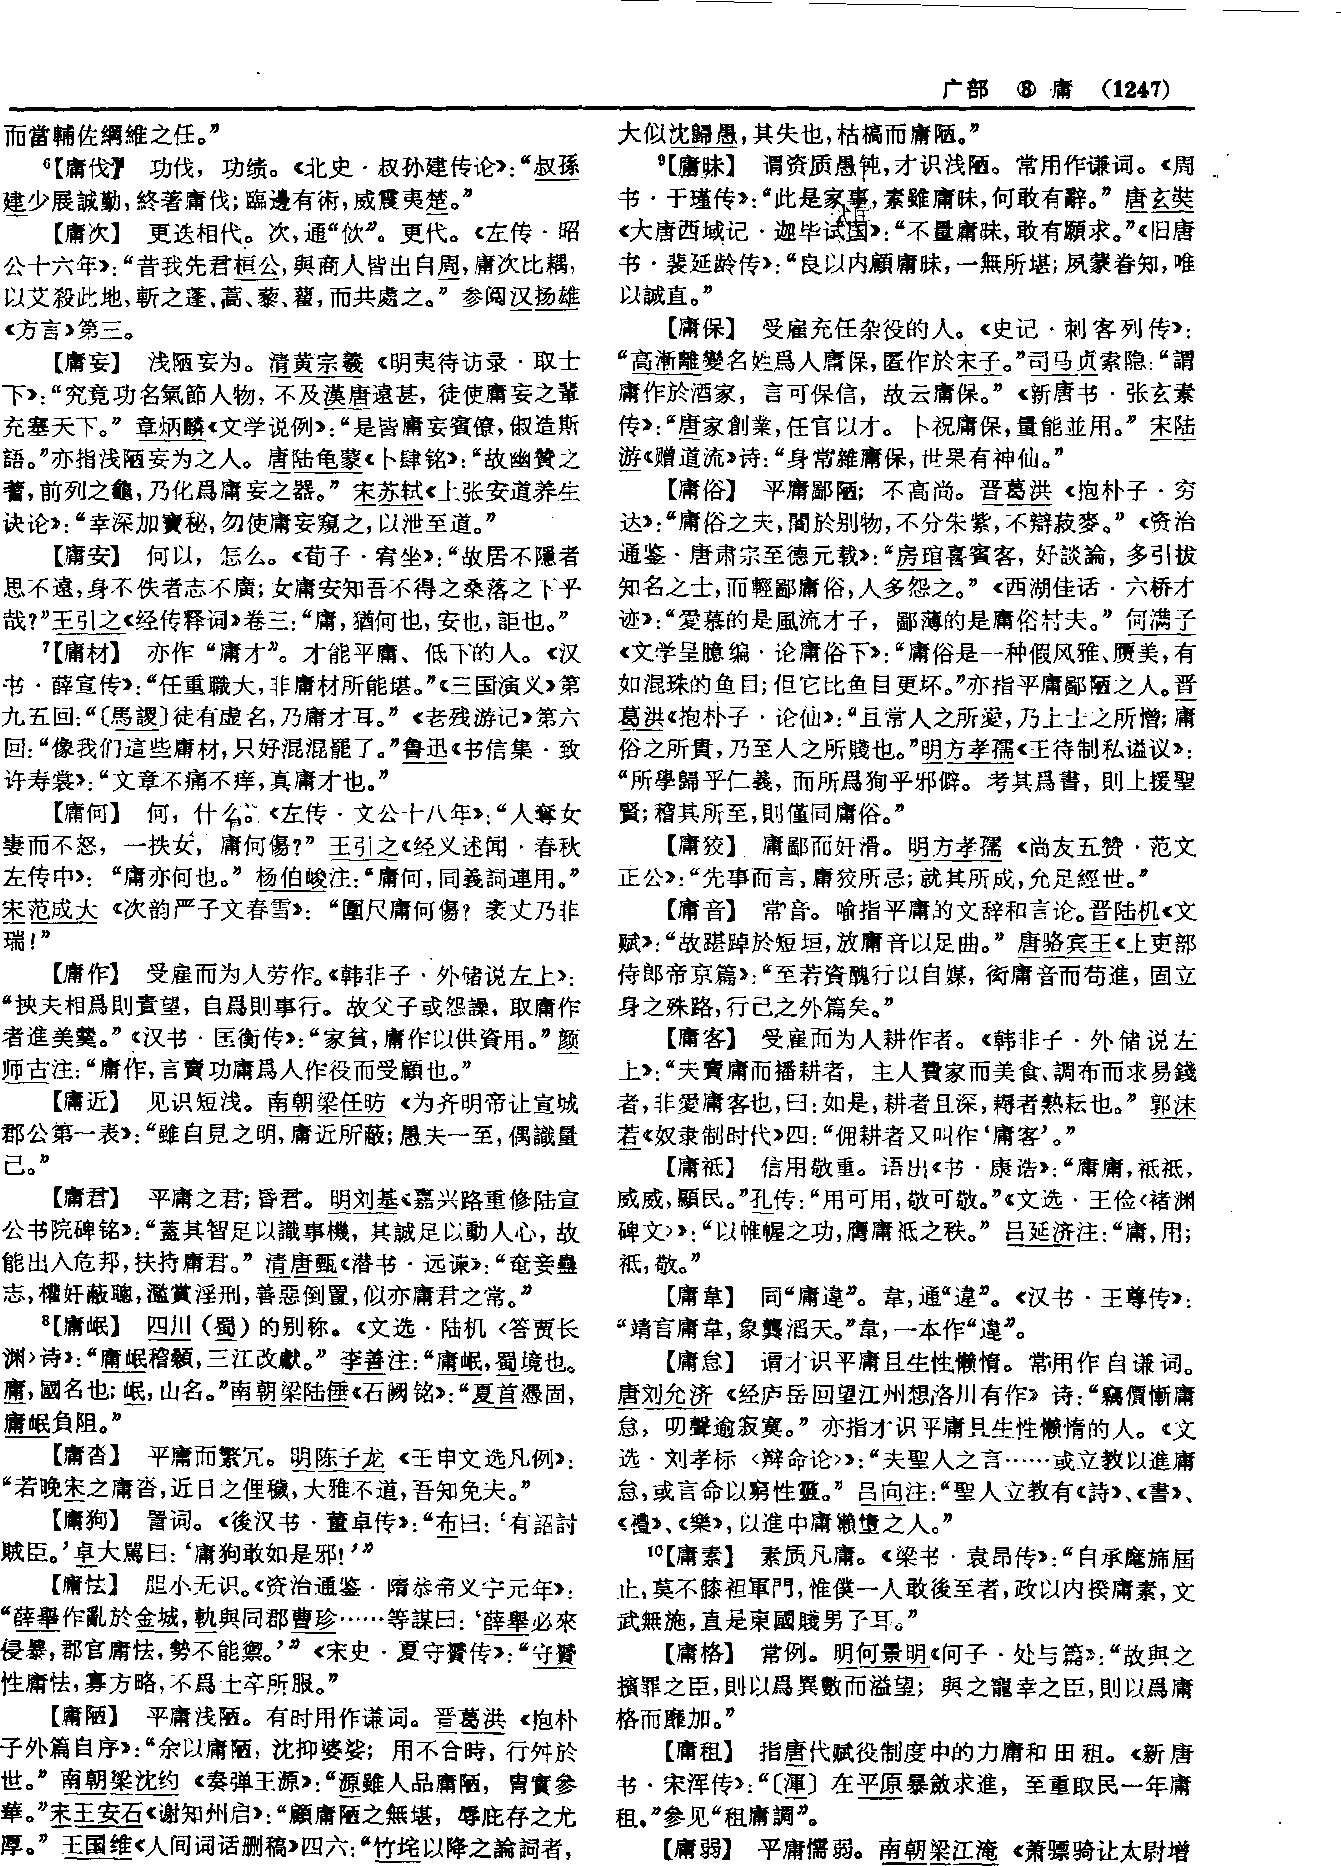 广部 ⑧ 庸 (1247)
而當輔佐綱維之任。”
⁶【庸伐】 功伐，功绩。《北史·叔孙建传论》：“叔孫
建少展誠勤，終著庸伐；臨邊有術，威震夷楚。”
【庸次】 更迭相代。次，通“佽”。更代。《左传·昭
公十六年》：“昔我先君桓公，與商人皆出自周，庸次比耦，
以艾殺此地，斬之蓬、蒿、藜、藋，而共處之。”参阅汉扬雄
《方言》第三。
【庸妄】 浅陋妄为。清黄宗羲《明夷待访录·取士
下》：“究竟功名氣節人物，不及漢唐遠甚，徒使庸妄之輩
充塞天下。”章炳麟《文学说例》：“是皆庸妄賓僚，俶造斯
語。”亦指浅陋妄为之人。唐陆龟蒙《卜肆铭》：“故幽贊之
蓍，前列之龜，乃化爲庸妄之器。”宋苏轼《上张安道养生
诀论》：“幸深加寶秘，勿使庸妄窺之，以泄至道。”
【庸安】 何以，怎么。《荀子·宥坐》：“故居不隱者
思不遠，身不佚者志不廣；女庸安知吾不得之桑落之下乎
哉？”王引之《经传释词》卷三：“庸，猶何也，安也，詎也。”
⁷【庸材】 亦作“庸才”。才能平庸、低下的人。《汉
书·薛宣传》：“任重職大，非庸材所能堪。”《三国演义》第
九五回：“〔馬謖〕徒有虚名，乃庸才耳。”《老残游记》第六
回：“像我们這些庸材，只好混混罷了。”鲁迅《书信集·致
许寿裳》：“文章不痛不痒，真庸才也。”
【庸何】 何，什么。《左传·文公十八年》：“人奪女
妻而不怒，一抶女，庸何傷？”王引之《经义述闻·春秋
左传中》：“庸亦何也。”杨伯峻注：“庸何，同義詞連用。”
宋范成大《次韵严子文春雪》：“圍尺庸何傷？袤丈乃非
瑞！”
【庸作】 受雇而为人劳作。《韩非子·外储说左上》：
“挾夫相爲則責望，自爲則事行。故父子或怨譟，取庸作
者進美羹。”《汉书·匡衡传》：“家貧，庸作以供資用。”颜
师古注：“庸作，言賣功庸爲人作役而受顧也。”
【庸近】 见识短浅。南朝梁任昉《为齐明帝让宣城
郡公第一表》：“雖自見之明，庸近所蔽；愚夫一至，偶識量
己。”
【庸君】 平庸之君；昏君。明刘基《嘉兴路重修陆宣
公书院碑铭》：“蓋其智足以識事機，其誠足以動人心，故
能出入危邦，扶持庸君。”清唐甄《潜书·远谏》：“奄妾蠱
志，權奸蔽聰，濫賞淫刑，善惡倒置，似亦庸君之常。”
⁸【庸岷】 四川（蜀）的别称。《文选·陆机〈答贾长
渊〉诗》：“庸岷稽顙，三江改獻。”李善注：“庸岷，蜀境也。
庸，國名也；岷，山名。”南朝梁陆倕《石阙铭》：“夏首憑固，
庸岷負阻。”
【庸沓】 平庸而繁冗。明陈子龙《壬申文选凡例》：
“若晚宋之庸沓，近日之俚穢，大雅不道，吾知免夫。”
【庸狗】 詈词。《後汉书·董卓传》：“布曰：‘有詔討
賊臣。’卓大駡曰：‘庸狗敢如是邪！’”
【庸怯】 胆小无识。《资治通鉴·隋恭帝义宁元年》：
“薛舉作亂於金城，軌與同郡曹珍……等謀曰：‘薛舉必來
侵暴，郡官庸怯，勢不能禦。’”《宋史·夏守贇传》：“守贇
性庸怯，寡方略，不爲士卒所服。”
【庸陋】 平庸浅陋。有时用作谦词。晋葛洪《抱朴
子外篇自序》：“余以庸陋，沈抑婆娑；用不合時，行舛於
世。”南朝梁沈约《奏弹王源》：“源雖人品庸陋，胄實參
華。”宋王安石《谢知州启》：“顧庸陋之無堪，辱庇存之尤
厚。”王国维《人间词话删稿》四六：“竹垞以降之論詞者，
大似沈歸愚，其失也，枯槁而庸陋。”
⁹【庸昧】 谓资质愚钝，才识浅陋。常用作谦词。《周
书·于瑾传》：“此是家事，素雖庸昧，何敢有辭。”唐玄奘
《大唐西域记·迦毕试国》：“不量庸昧，敢有願求。”《旧唐
书·裴延龄传》：“良以内顧庸昧，一無所堪；夙蒙眷知，唯
以誠直。”
【庸保】 受雇充任杂役的人。《史记·刺客列传》：
“高漸離變名姓爲人庸保，匿作於宋子。”司马贞索隐：“謂
庸作於酒家，言可保信，故云庸保。”《新唐书·张玄素
传》：“唐家創業，任官以才。卜祝庸保，量能並用。”宋陆
游《赠道流》诗：“身常雜庸保，世果有神仙。”
【庸俗】 平庸鄙陋；不高尚。晋葛洪《抱朴子·穷
达》：“庸俗之夫，闇於别物，不分朱紫，不辯菽麥。”《资治
通鉴·唐肃宗至德元载》：“房琯喜賓客，好談論，多引拔
知名之士，而輕鄙庸俗，人多怨之。”《西湖佳话·六桥才
迹》：“愛慕的是風流才子，鄙薄的是庸俗村夫。”何满子
《文学呈臆编·论庸俗下》：“庸俗是一种假风雅、赝美，有
如混珠的鱼目；但它比鱼目更坏。”亦指平庸鄙陋之人。晋
葛洪《抱朴子·论仙》：“且常人之所愛，乃上士之所憎；庸
俗之所貴，乃至人之所賤也。”明方孝孺《王待制私谥议》：
“所學歸乎仁義，而所爲狥乎邪僻。考其爲書，則上援聖
賢；稽其所至，則僅同庸俗。”
【庸狡】 庸鄙而奸滑。明方孝孺《尚友五赞·范文
正公》：“先事而言，庸狡所忌；就其所成，允足經世。”
【庸音】 常音。喻指平庸的文辞和言论。晋陆机《文
赋》：“故踸踔於短垣，放庸音以足曲。”唐骆宾王《上吏部
侍郎帝京篇》：“至若資醜行以自媒，衒庸音而苟進，固立
身之殊路，行己之外篇矣。”
【庸客】 受雇而为人耕作者。《韩非子·外储说左
上》：“夫賣庸而播耕者，主人費家而美食、調布而求易錢
者，非愛庸客也，曰：如是，耕者且深，耨者熟耘也。”郭沫
若《奴隶制时代》四：“佣耕者又叫作‘庸客’。”
【庸祗】 信用敬重。语出《书·康诰》：“庸庸，祗祗，
威威，顯民。”孔传：“用可用，敬可敬。”《文选·王俭〈褚渊
碑文〉》：“以帷幄之功，膺庸祗之秩。”吕延济注：“庸，用；
祗，敬。”
【庸韋】 同“庸違”。韋，通“違”。《汉书·王尊传》：
“靖言庸韋，象龔滔天。”韋，一本作“違”。
【庸怠】 谓才识平庸且生性懒惰。常用作自谦词。
唐刘允济《经庐岳回望江州想洛川有作》诗：“竊價慚庸
怠，叨聲逾寂寞。”亦指才识平庸且生性懒惰的人。《文
选·刘孝标〈辩命论〉》：“夫聖人之言……或立教以進庸
怠，或言命以窮性靈。”吕向注：“聖人立教有《詩》、《書》、
《禮》、《樂》，以進中庸嬾墮之人。”
¹⁰【庸素】 素质凡庸。《梁书·袁昂传》：“自承麾旆屆
止，莫不膝袒軍門，惟僕一人敢後至者，政以内揆庸素，文
武無施，直是東國賤男子耳。”
【庸格】 常例。明何景明《何子·处与篇》：“故與之
擯罪之臣，則以爲異數而溢望；與之寵幸之臣，則以爲庸
格而靡加。”
【庸租】 指唐代赋役制度中的力庸和田租。《新唐
书·宋浑传》：“〔渾〕在平原暴斂求進，至重取民一年庸
租。”参见“租庸調”。
【庸弱】 平庸懦弱。南朝梁江淹《萧骠骑让太尉增